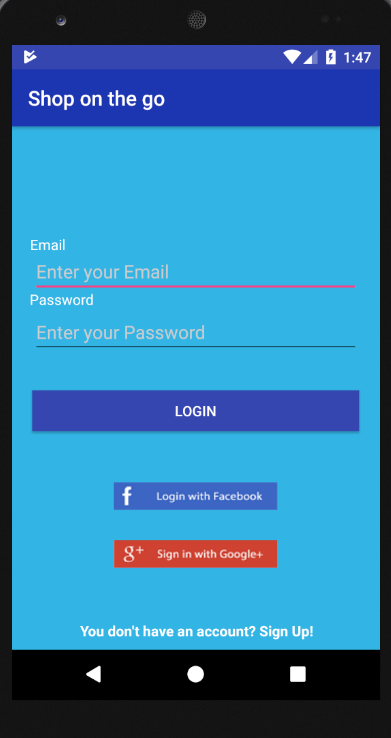 1:47
Shop on the go
Email
Enter your Email
Password
Enter your Password
LOGIN
f Login with Facebook
g+ Sign in with Google+
You don't have an account? Sign Up!